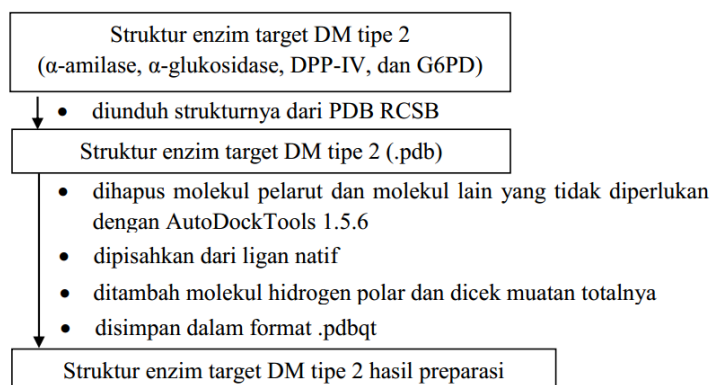 Struktur enzim target DM tipe 2
(α-amilase, α-glukosidase, DPP-IV, dan G6PD)
• diunduh strukturnya dari PDB RCSB
Struktur enzim target DM tipe 2 (.pdb)
• dihapus molekul pelarut dan molekul lain yang tidak diperlukan
dengan AutoDockTools 1.5.6
• dipisahkan dari ligan natif
• ditambah molekul hidrogen polar dan dicek muatan totalnya
• disimpan dalam format .pdbqt
Struktur enzim target DM tipe 2 hasil preparasi